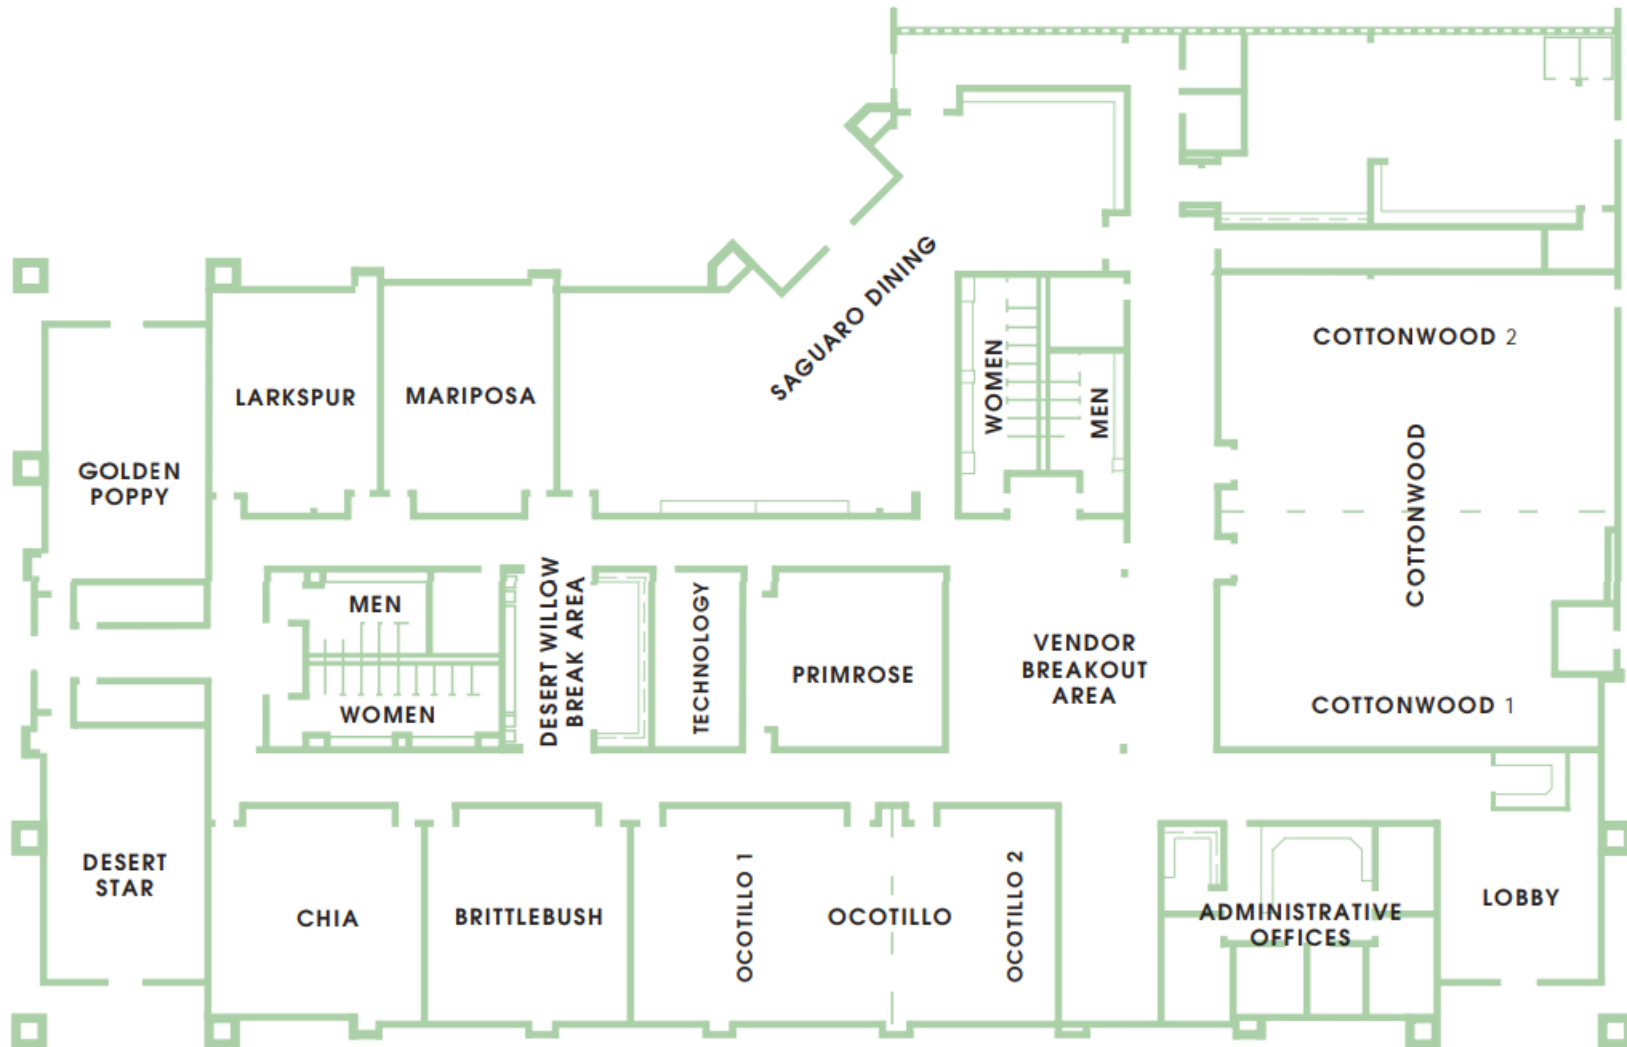 SAGUARO DINING
COTTONWOOD 2
LARKSPUR
MARIPOSA
WOMEN
MEN
GOLDEN
POPPY
COTTONWOOD
MEN
DESERT WILLOW
BREAK AREA
TECHNOLOGY
PRIMROSE
VENDOR
BREAKOUT
AREA
WOMEN
COTTONWOOD 1
DESERT
STAR
CHIA
BRITTLEBUSH
OCOTILLO 1
OCOTILLO
OCOTILLO 2
ADMINISTRATIVE
OFFICES
LOBBY